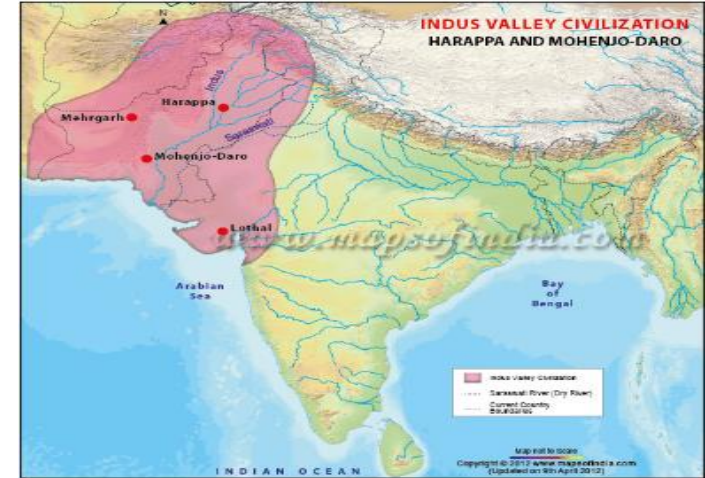 INDUS VALLEY CIVILIZATION
HARAPPA AND MOHENJO-DARO
N
Indus
Harappa
Mehrgarh
Saraswati
Mohenjo-Daro
Lothal
www.mapsofindia.com
Arabian
Sea
Bay
of
Bengal
Indus Valley Civilization
Saraswati River (Dry River)
Current Country
Boundaries
Map not to Scale
Copyright © 2012 www.mapsofindia.com
(Updated on 9th April 2012)
INDIAN OCEAN